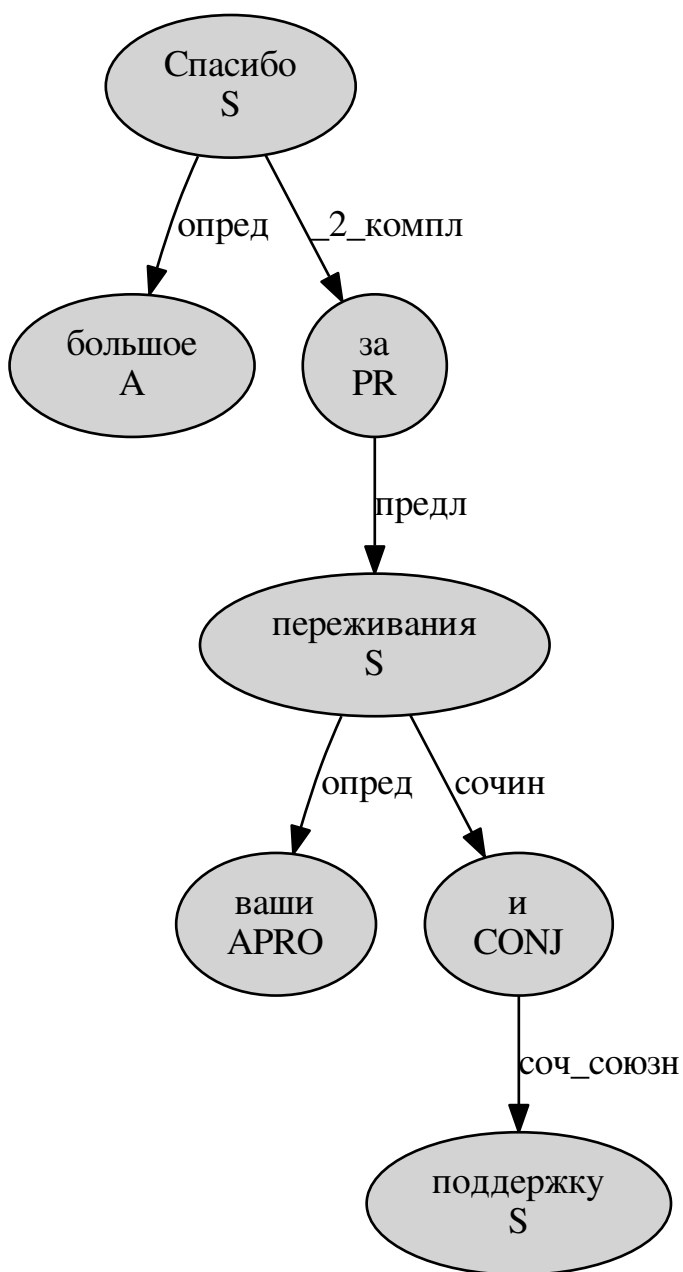 Спасибо
S
опред
_2_компл
большое
A
за
PR
предл
переживания
S
опред
сочин
ваши
APRO
и
CONJ
соч_союзн
поддержку
S